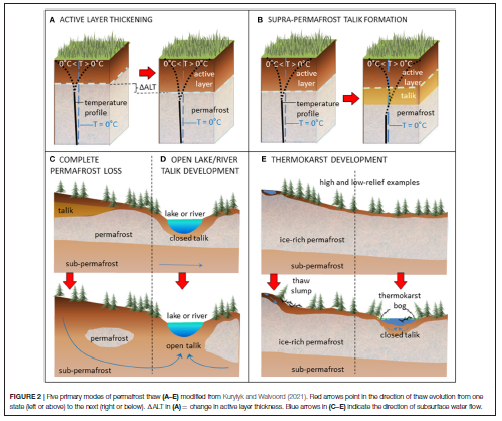 A ACTIVE LAYER THICKENING
0°C < T > 0°C
0°C < T > 0°C
active
layer
ΔALT
temperature
profile
T = 0°C
permafrost
T = 0°C
B SUPRA-PERMAFROST TALIK FORMATION
0°C < T > 0°C
0°C < T > 0°C
active
layer
active
layer
talik
temperature
profile
T = 0°C
permafrost
T = 0°C
C COMPLETE
PERMAFROST LOSS
talik
permafrost
sub-permafrost
permafrost
sub-permafrost
D OPEN LAKE/RIVER
TALIK DEVELOPMENT
lake or river
closed talik
lake or river
open talik
E THERMOKARST DEVELOPMENT
high and low-relief examples
ice-rich permafrost
sub-permafrost
thaw
slump
thermokarst
bog
closed talik
ice-rich permafrost
sub-permafrost
FIGURE 2 | Five primary modes of permafrost thaw (A–E) modified from Kurylyk and Walvoord (2021). Red arrows point in the direction of thaw evolution from one
state (left or above) to the next (right or below). ΔALT in (A) = change in active layer thickness. Blue arrows in (C–E) indicate the direction of subsurface water flow.